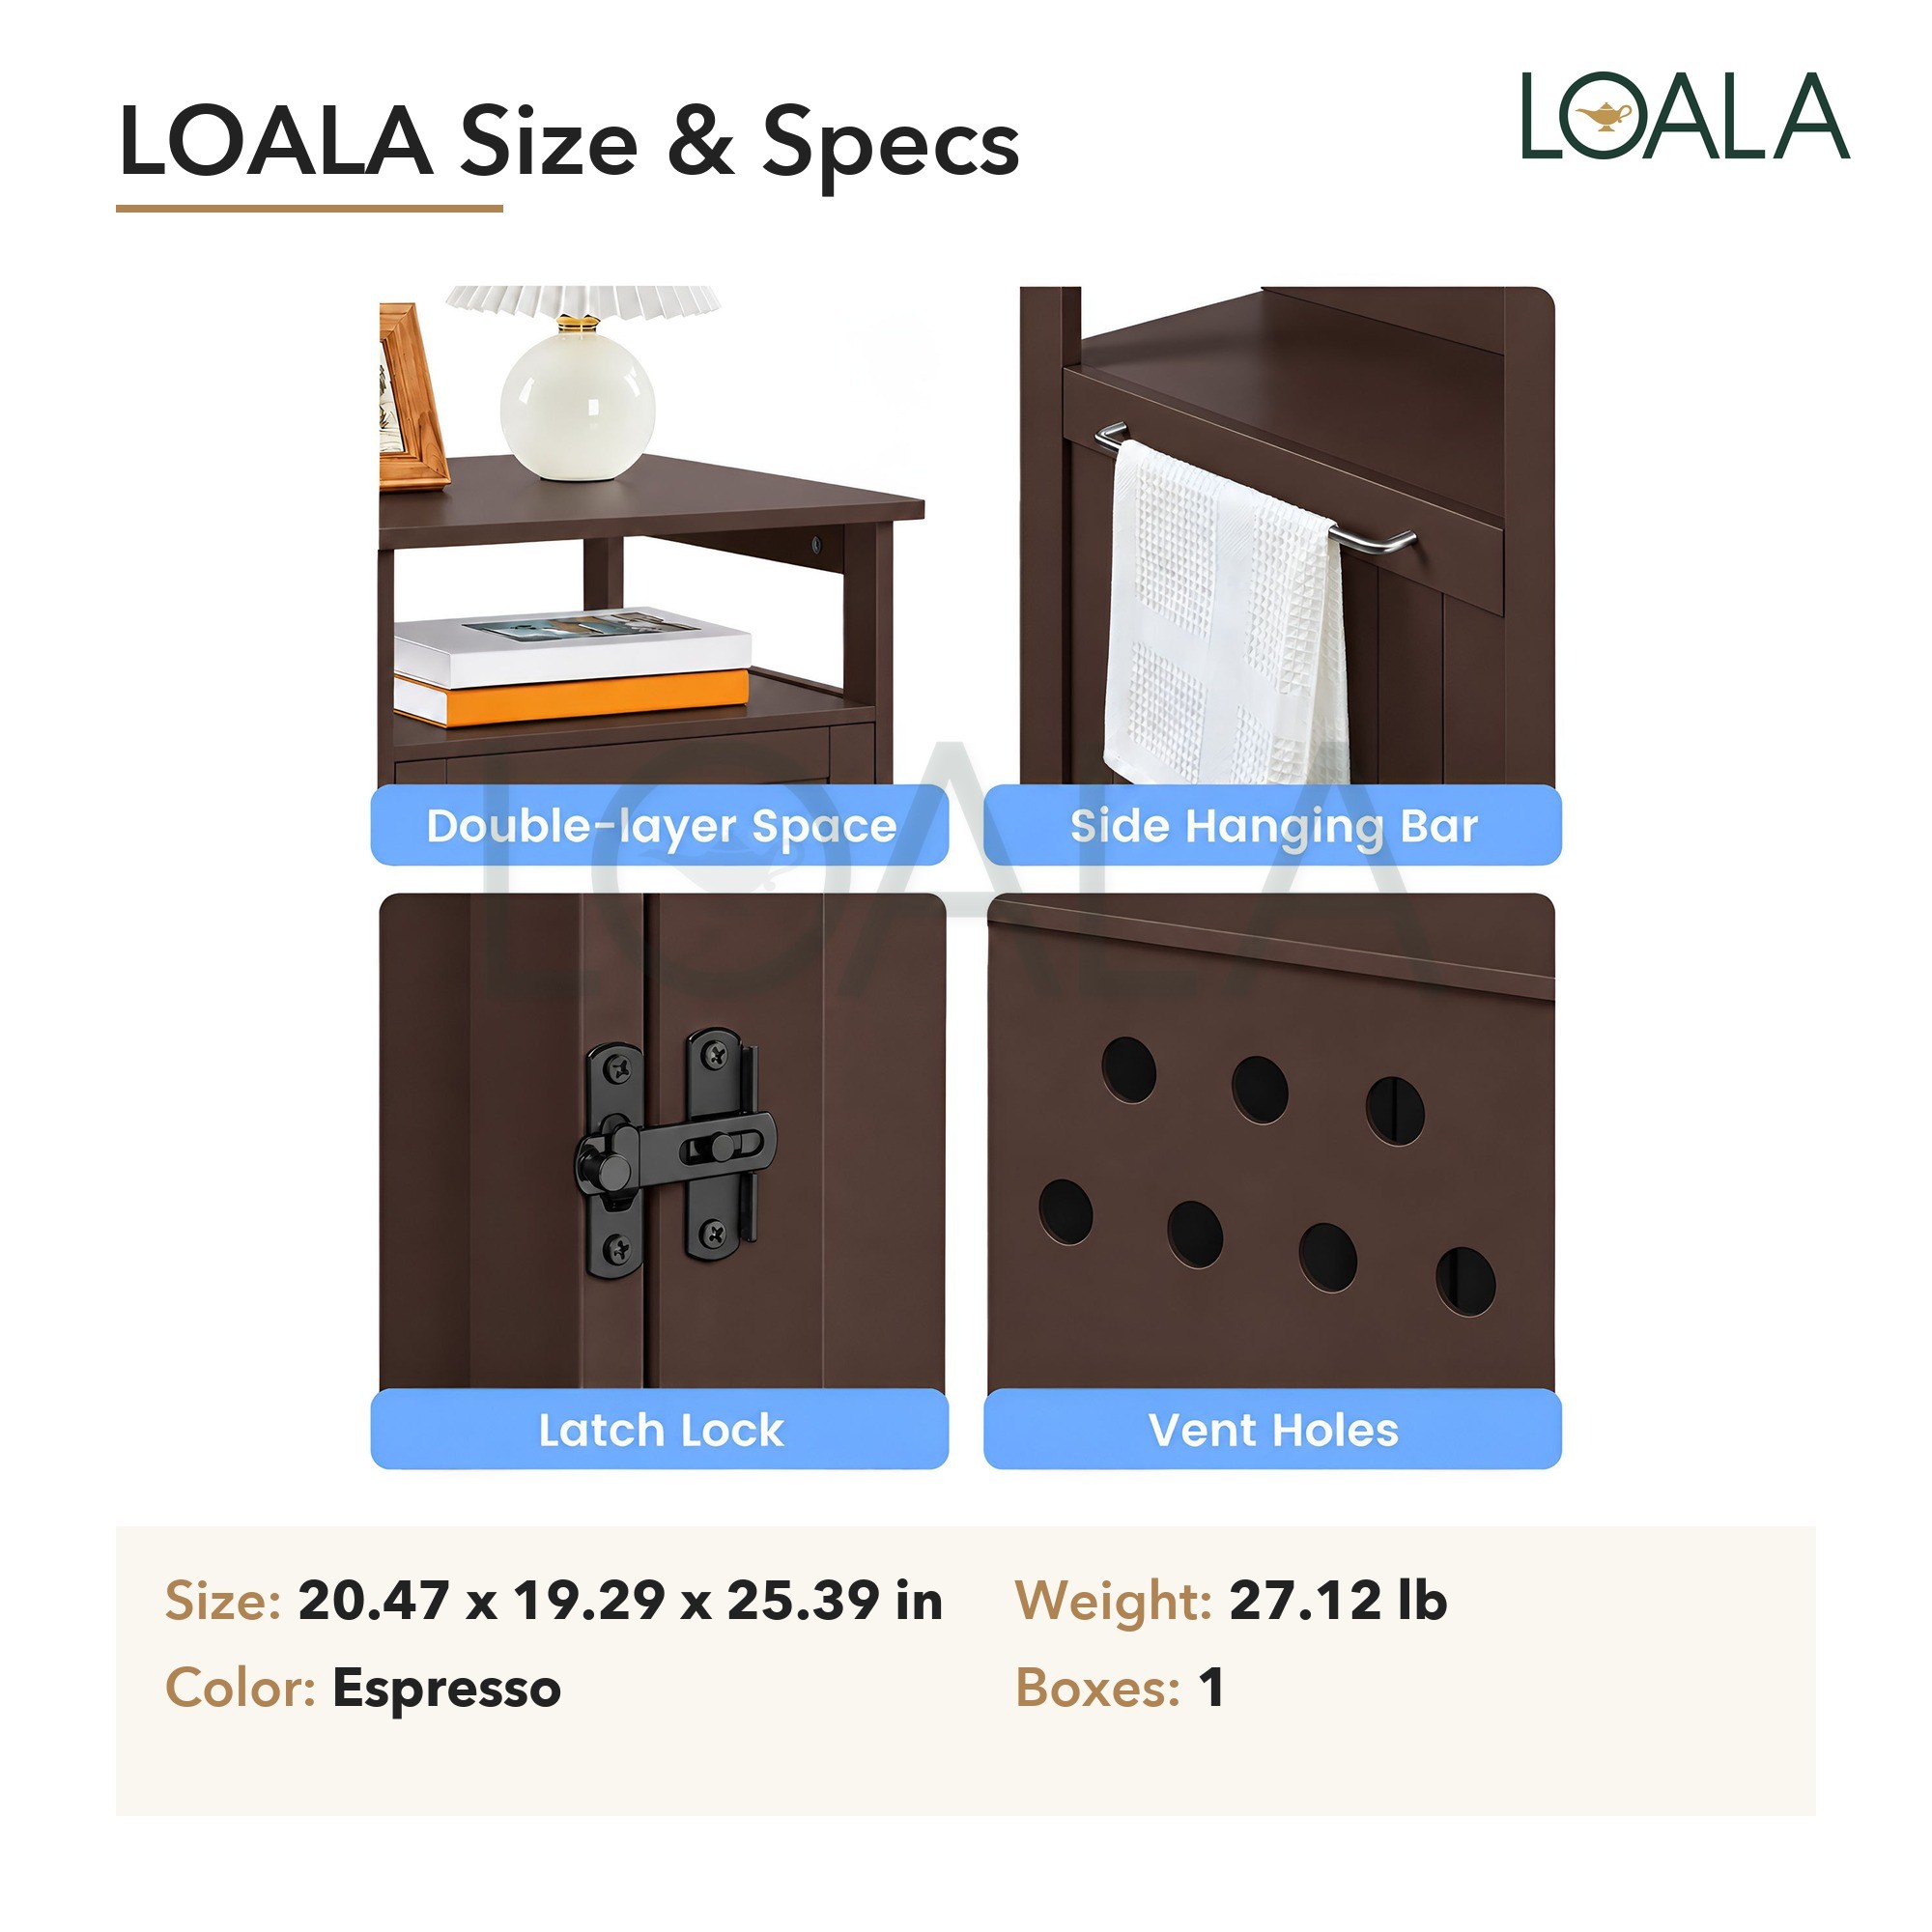 LOALA Size & Specs
LOALA
Double-layer Space
Side Hanging Bar
LOALA
Latch Lock
Vent Holes
Size: 20.47 x 19.29 x 25.39 in
Weight: 27.12 lb
Color: Espresso
Boxes: 1